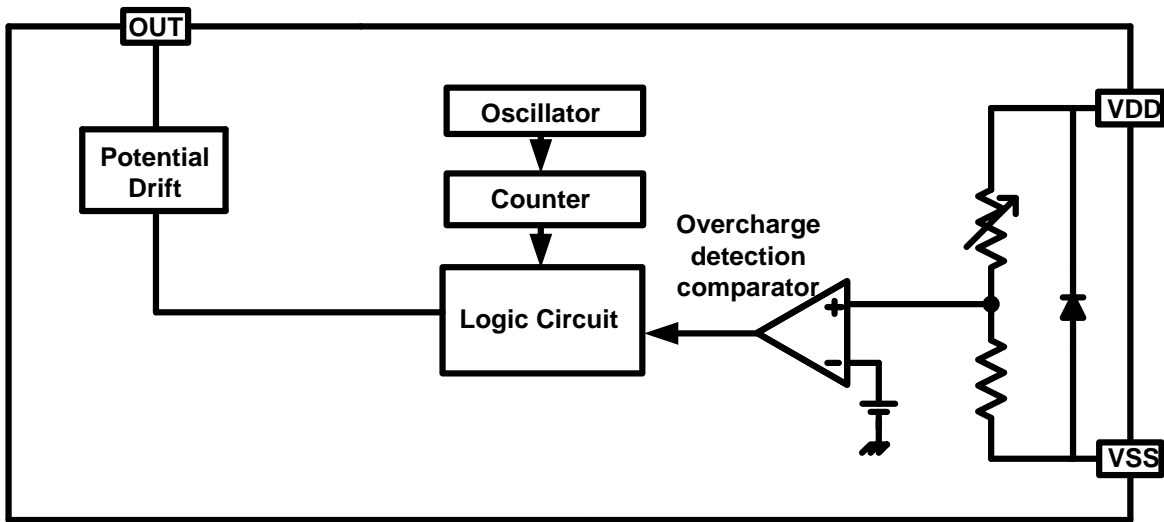 OUT
VDD
Oscillator
Potential
Drift
Counter
Overcharge
detection
comparator
Logic Circuit
+
-
VSS